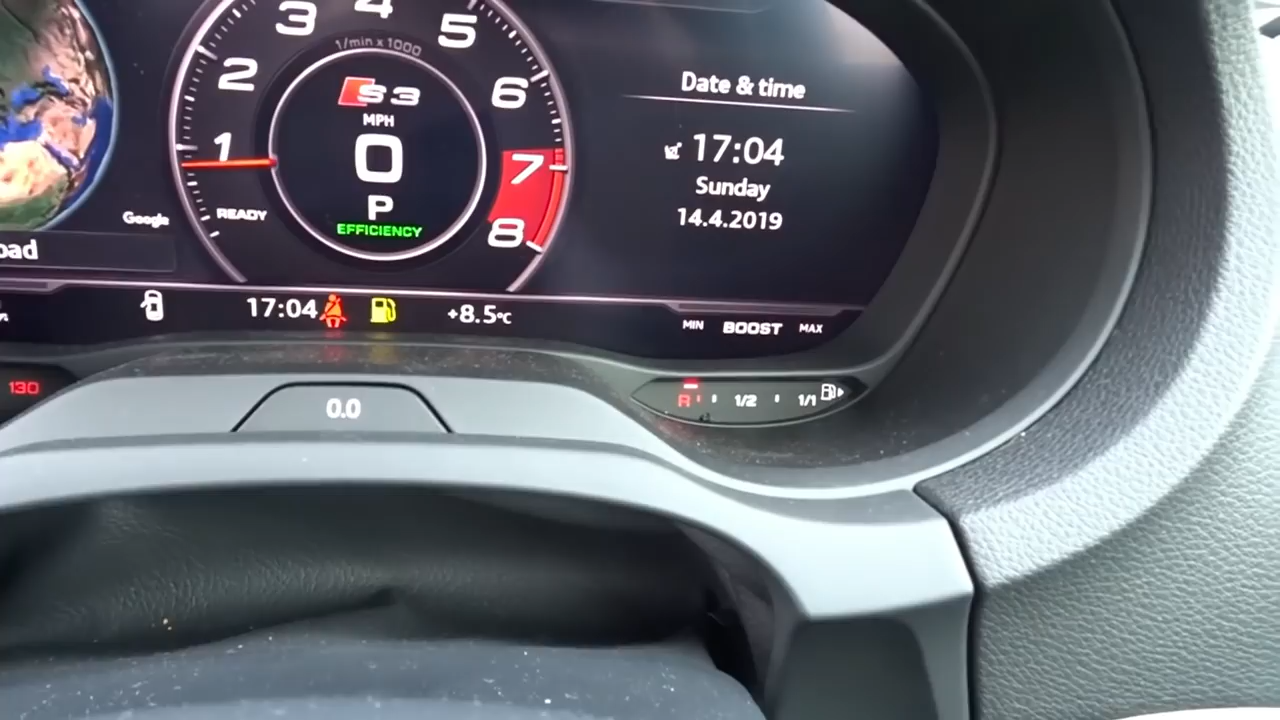 1
2
3
4
5
6
7
8
1/min x 1000
S3
MPH
0
P
EFFICIENCY
READY
Google
oad
Date & time
17:04
Sunday
14.4.2019
17:04
+8.5°C
MIN BOOST MAX
130
0.0
R 1/2 1/1